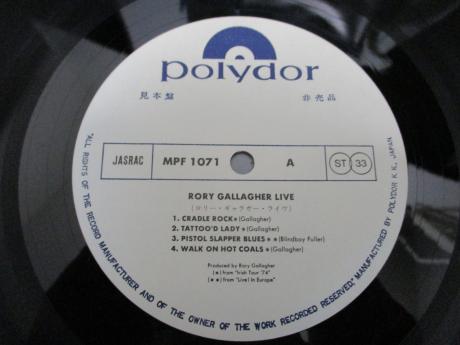 polydor
見本盤 非売品
JASRAC MPF 1071 A ST 33
RORY GALLAGHER LIVE
(ロリー・ギャラガー・ライヴ)
1. CRADLE ROCK★(Gallagher)
2. TATTOO'D LADY★(Gallagher)
3. PISTOL SLAPPER BLUES★★(Blindboy Fuller)
4. WALK ON HOT COALS★(Gallagher)
Produced by Rory Gallagher
(★) from "Irish Tour '74"
(★★) from "Live! In Europe"
"ALL RIGHTS OF THE RECORD MANUFACTURER AND OF THE OWNER OF THE WORK RECORDED RESERVED." MANUFACTURED BY POLYDOR K.K., JAPAN